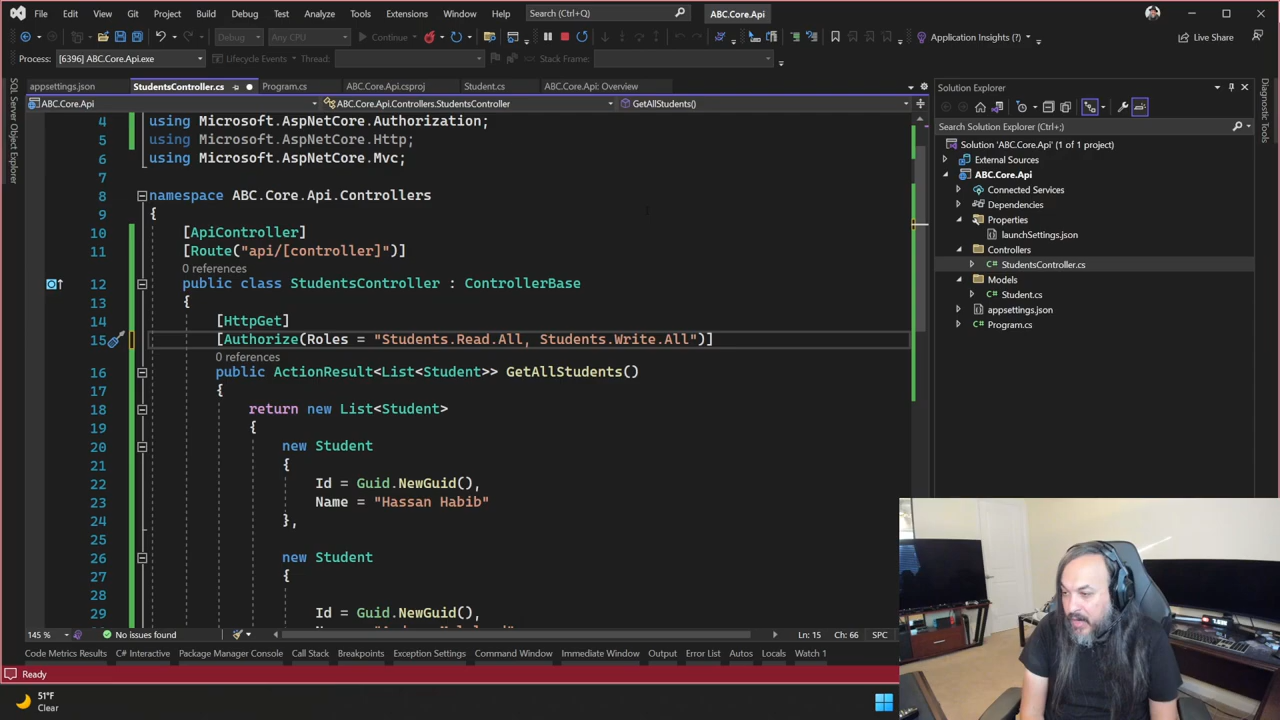 File Edit View Git Project Build Debug Test Analyze Tools Extensions Window Help Search (Ctrl+Q) ABC.Core.Api
Debug Any CPU Continue Application Insights (?) Live Share
Process: [6396] ABC.Core.Api.exe Lifecycle Events Thread: Stack Frame:
SQL Server Object Explorer
appsettings.json StudentsController.cs Program.cs ABC.Core.Api.csproj Student.cs ABC.Core.Api: Overview
ABC.Core.Api ABC.Core.Api.Controllers.StudentsController GetAllStudents()
4 using Microsoft.AspNetCore.Authorization;
5 using Microsoft.AspNetCore.Http;
6 using Microsoft.AspNetCore.Mvc;
7
8 namespace ABC.Core.Api.Controllers
9 {
10 [ApiController]
11 [Route("api/[controller]")]
0 references
12 public class StudentsController : ControllerBase
13 {
14 [HttpGet]
15 [Authorize(Roles = "Students.Read.All, Students.Write.All")]
0 references
16 public ActionResult<List<Student>> GetAllStudents()
17 {
18 return new List<Student>
19 {
20 new Student
21 {
22 Id = Guid.NewGuid(),
23 Name = "Hassan Habib"
24 },
25
26 new Student
27 {
28
29 Id = Guid.NewGuid(),
145 % No issues found Ln: 15 Ch: 66 SPC
Code Metrics Results C# Interactive Package Manager Console Call Stack Breakpoints Exception Settings Command Window Immediate Window Output Error List Autos Locals Watch 1
Ready
51°F
Clear
Solution Explorer
Search Solution Explorer (Ctrl+;)
Solution 'ABC.Core.Api' (1 of 1 project)
External Sources
ABC.Core.Api
Connected Services
Dependencies
Properties
launchSettings.json
Controllers
C# StudentsController.cs
Models
C# Student.cs
appsettings.json
C# Program.cs
Diagnostic Tools